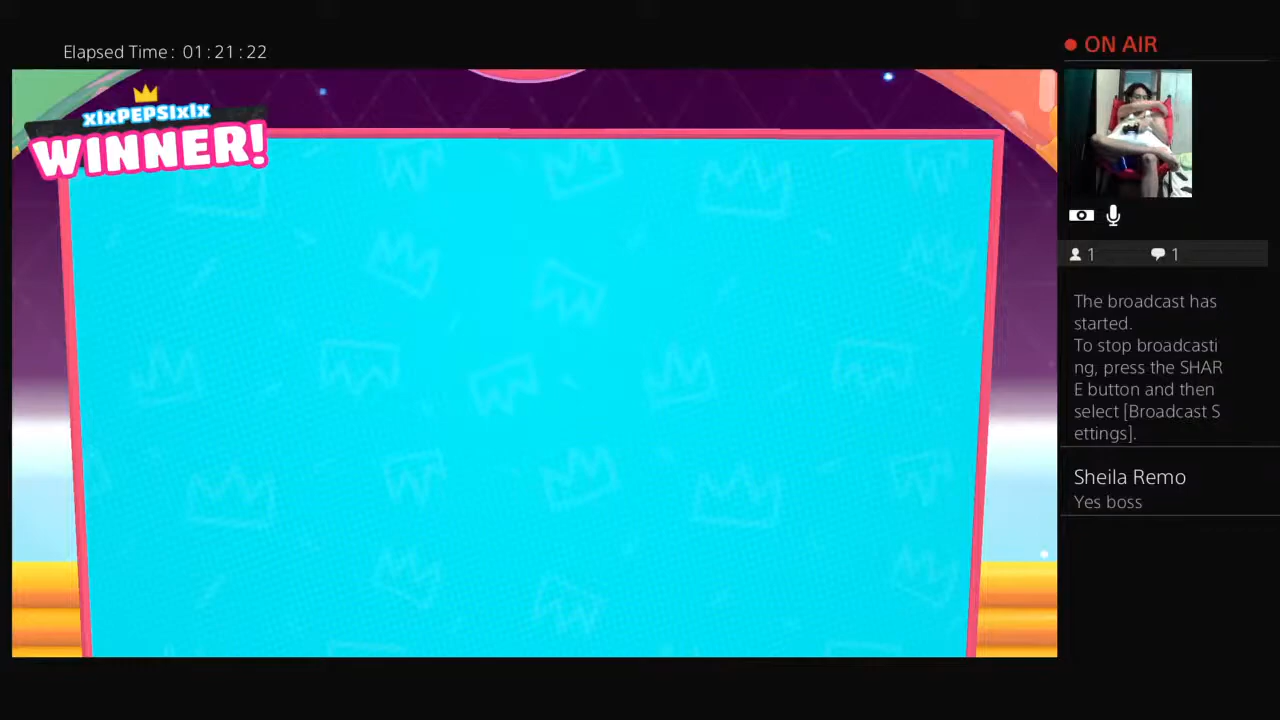 Elapsed Time: 01:21:22
ON AIR
xIxPEPSIxIx
WINNER!
1
1
The broadcast has
started.
To stop broadcasti
ng, press the SHAR
E button and then
select [Broadcast S
ettings].
Sheila Remo
Yes boss